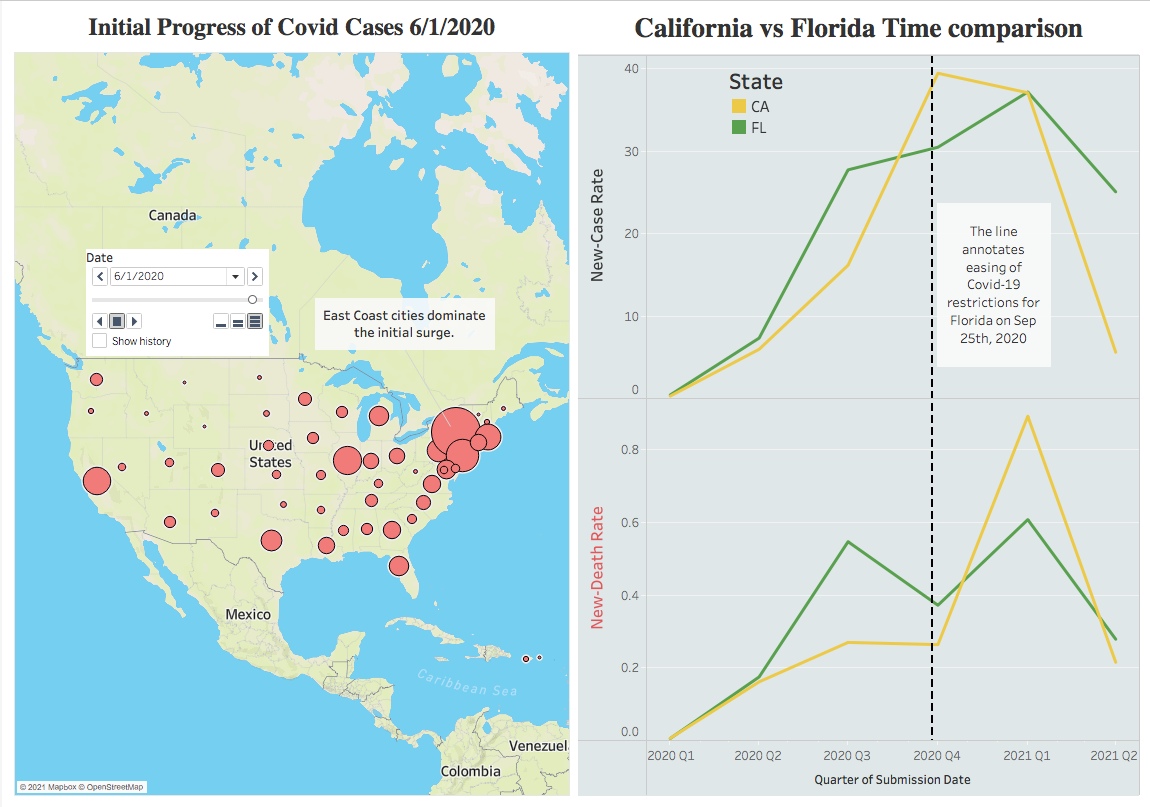 Initial Progress of Covid Cases 6/1/2020
Canada
Date
6/1/2020
Show history
East Coast cities dominate
the initial surge.
United
States
Mexico
Caribbean Sea
Venezuel
Colombia
© 2021 Mapbox © OpenStreetMap
California vs Florida Time comparison
State
CA
FL
New-Case Rate
40
30
20
10
0
The line
annotates
easing of
Covid-19
restrictions for
Florida on Sep
25th, 2020
New-Death Rate
0.8
0.6
0.4
0.2
0.0
2020 Q1 2020 Q2 2020 Q3 2020 Q4 2021 Q1 2021 Q2
Quarter of Submission Date